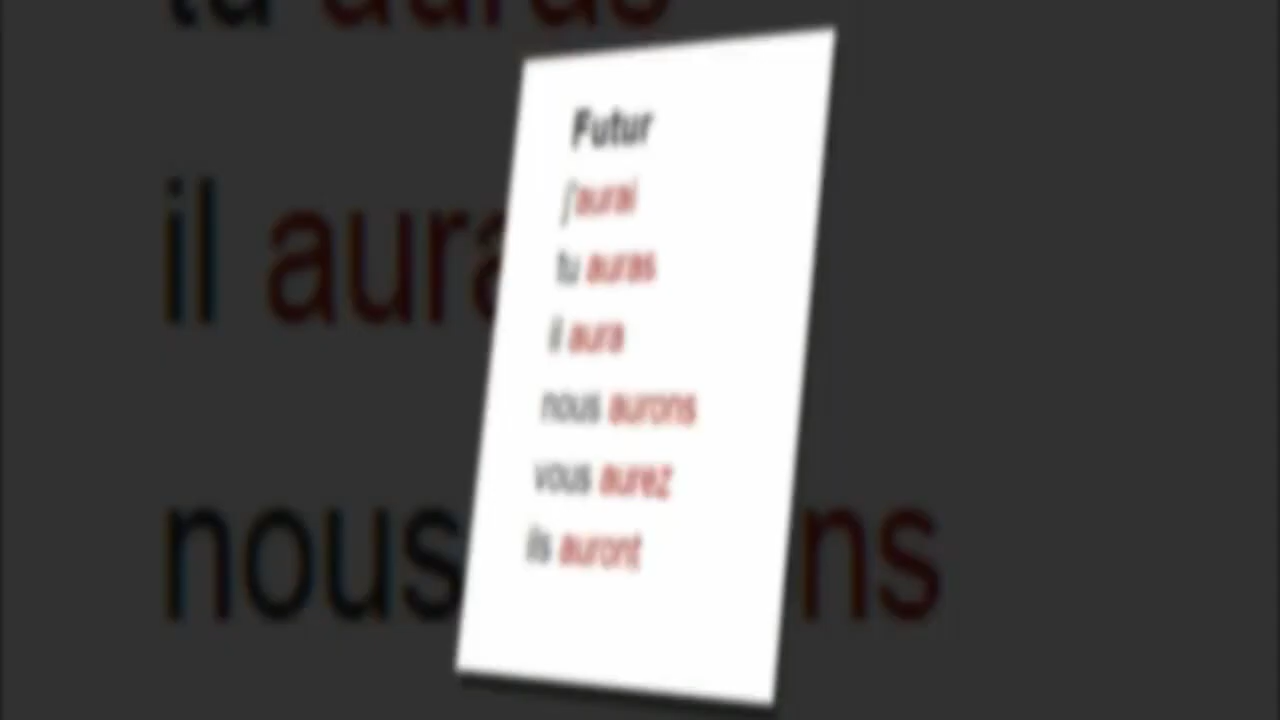 tu auras
il aura
nous ns
Futur
j'aurai
tu auras
il aura
nous aurons
vous aurez
ils auront